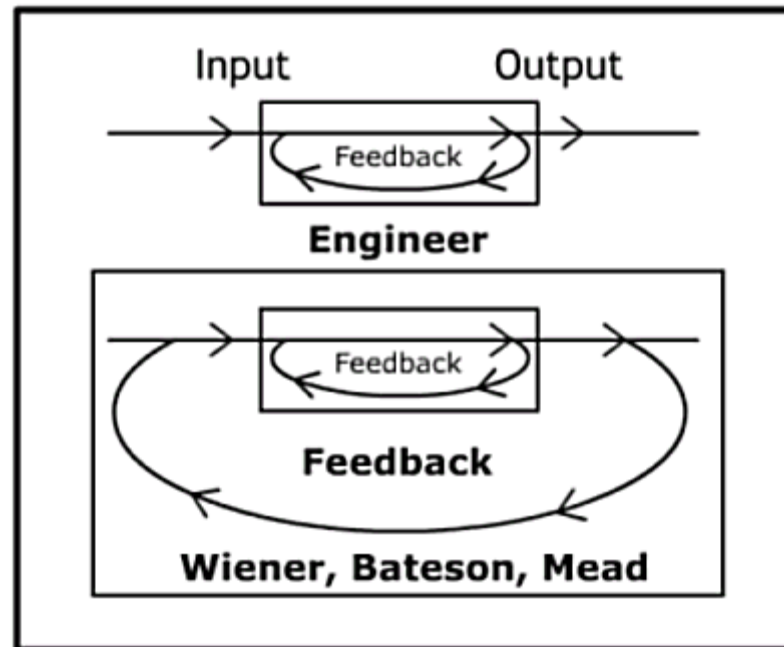 Input Output
Feedback
Engineer
Feedback
Feedback
Wiener, Bateson, Mead